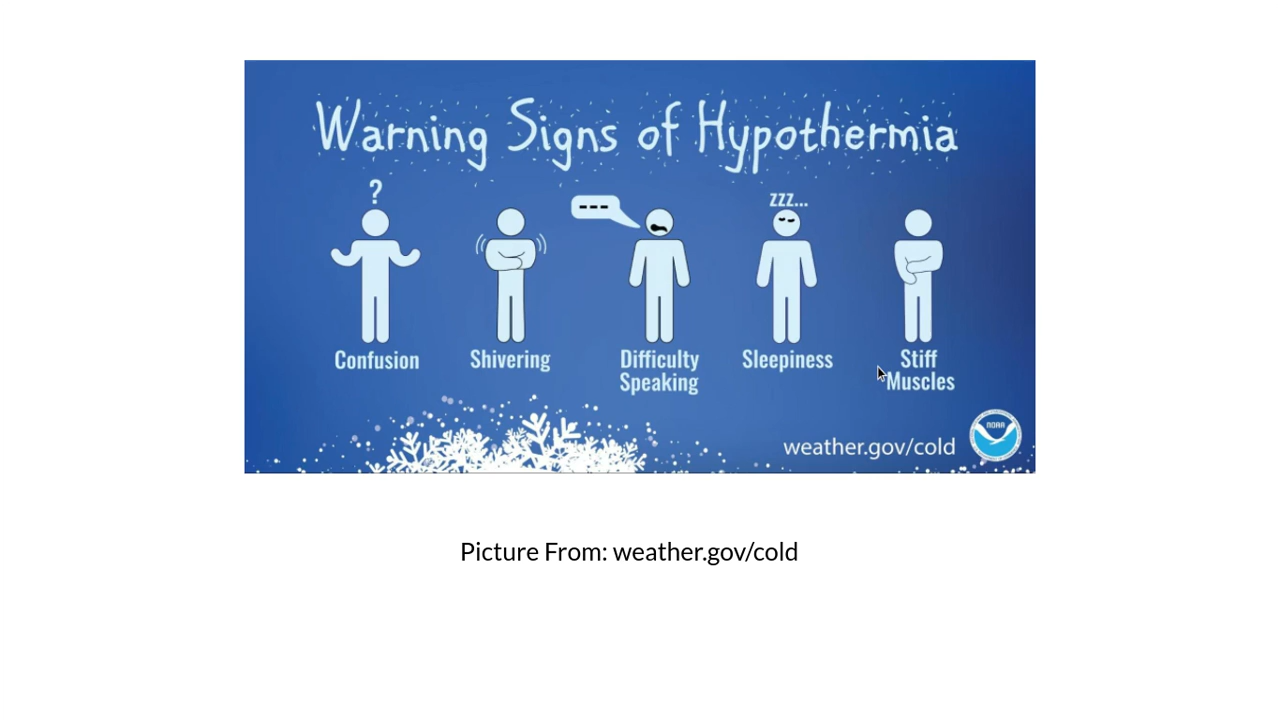 Warning Signs of Hypothermia
?
---
zzz...
Confusion
Shivering
Difficulty
Speaking
Sleepiness
Stiff
Muscles
weather.gov/cold
NOAA
Picture From: weather.gov/cold